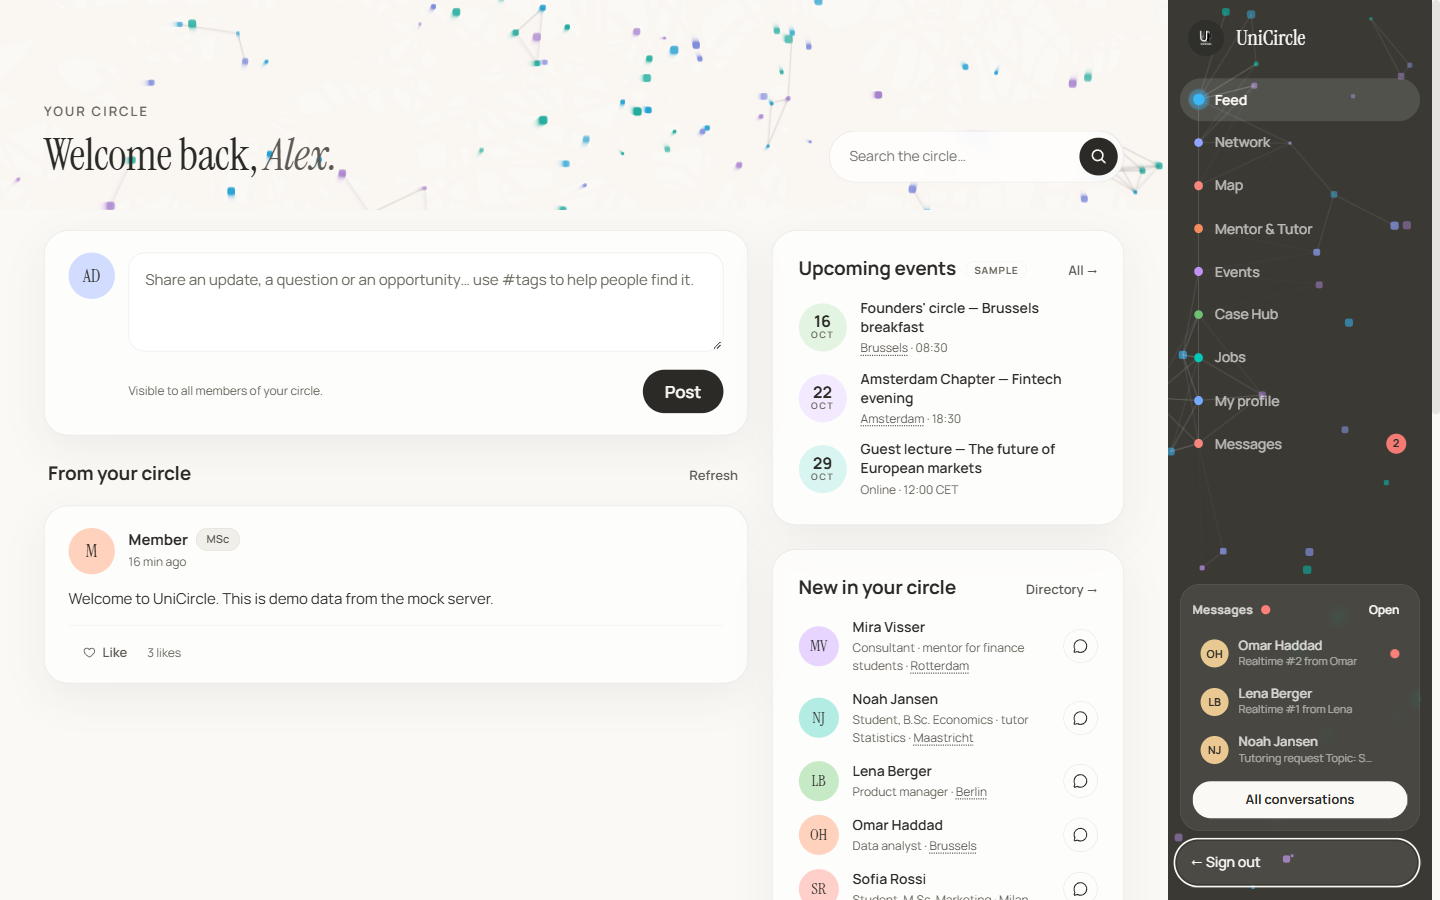 YOUR CIRCLE
Welcome back, Alex.
Search the circle...
AD
Share an update, a question or an opportunity... use #tags to help people find it.
Visible to all members of your circle.
Post
From your circle
Refresh
M
Member
MSc
16 min ago
Welcome to UniCircle. This is demo data from the mock server.
Like
3 likes
Upcoming events
SAMPLE
All →
16
OCT
Founders' circle — Brussels
breakfast
Brussels · 08:30
22
OCT
Amsterdam Chapter — Fintech
evening
Amsterdam · 18:30
29
OCT
Guest lecture — The future of
European markets
Online · 12:00 CET
New in your circle
Directory →
MV
Mira Visser
Consultant · mentor for finance
students · Rotterdam
NJ
Noah Jansen
Student, B.Sc. Economics · tutor
Statistics · Maastricht
LB
Lena Berger
Product manager · Berlin
OH
Omar Haddad
Data analyst · Brussels
SR
Sofia Rossi
Student, M.Sc. Marketing · Milan
UniCircle
Feed
Network
Map
Mentor & Tutor
Events
Case Hub
Jobs
My profile
Messages
2
Messages
Open
OH
Omar Haddad
Realtime #2 from Omar
LB
Lena Berger
Realtime #1 from Lena
NJ
Noah Jansen
Tutoring request Topic: S...
All conversations
← Sign out